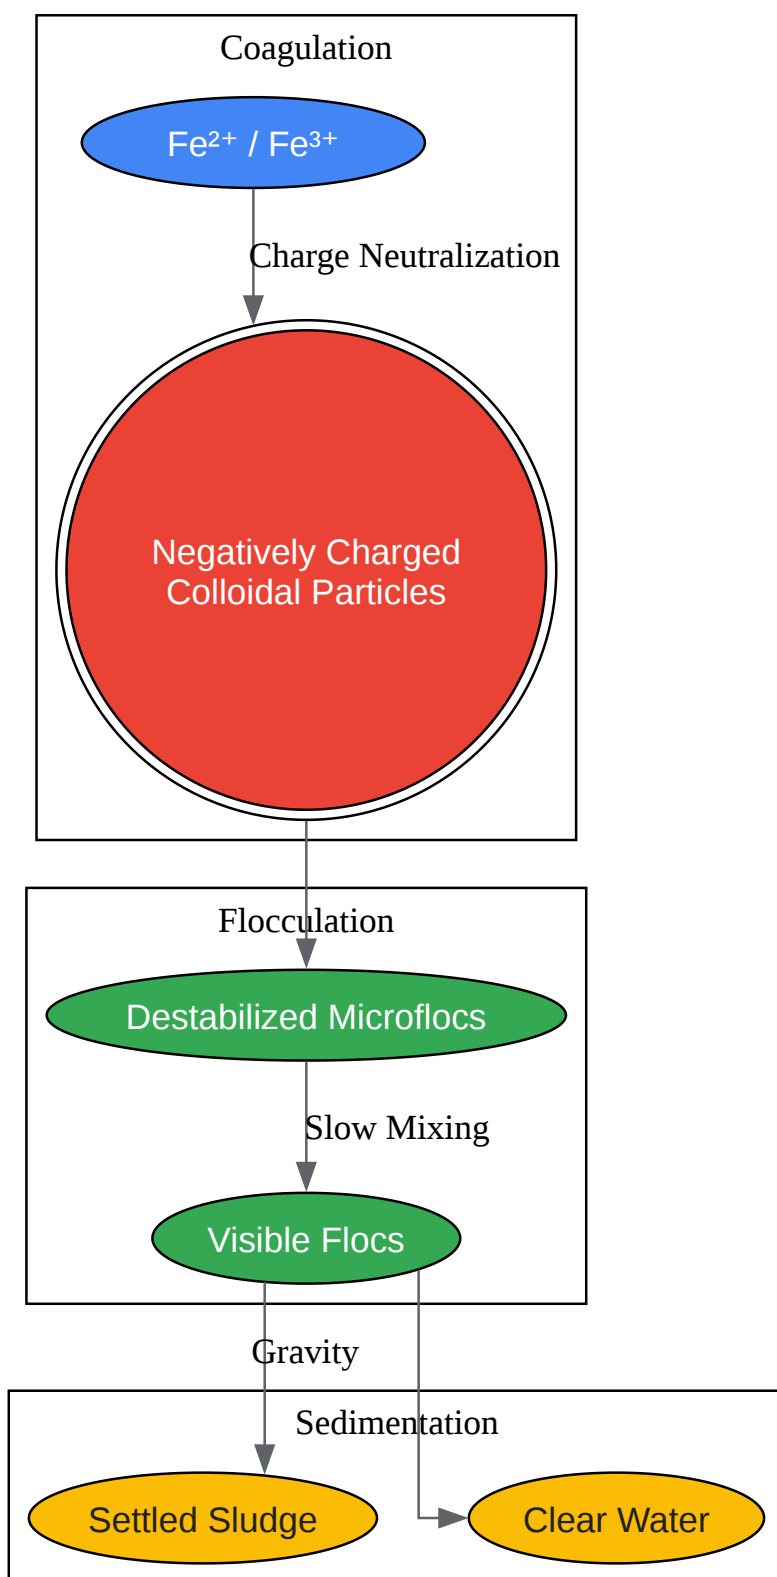 Coagulation
Fe²⁺ / Fe³⁺
Charge Neutralization
Negatively Charged
Colloidal Particles
Flocculation
Destabilized Microflocs
Slow Mixing
Visible Flocs
Gravity
Sedimentation
Settled Sludge
Clear Water